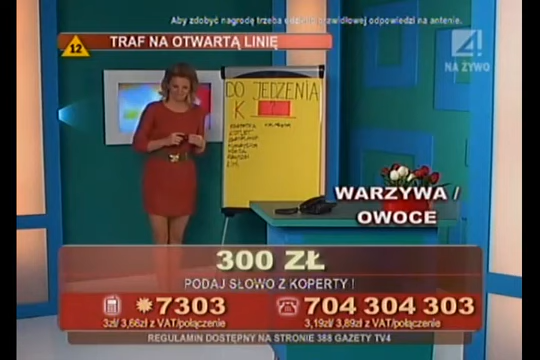 Aby zdobyć nagrodę trzeba udzielić prawidłowej odpowiedzi na antenie.
12
TRAF NA OTWARTĄ LINIĘ
4!
NA ŻYWO
DO JEDZENIA
K ?
WARZYWA /
OWOCE
300 ZŁ
PODAJ SŁOWO Z KOPERTY !
*7303
704 304 303
3zł/ 3,66zł z VAT/połączenie
3,19zł/ 3,89zł z VAT/połączenie
REGULAMIN DOSTĘPNY NA STRONIE 388 GAZETY TV4